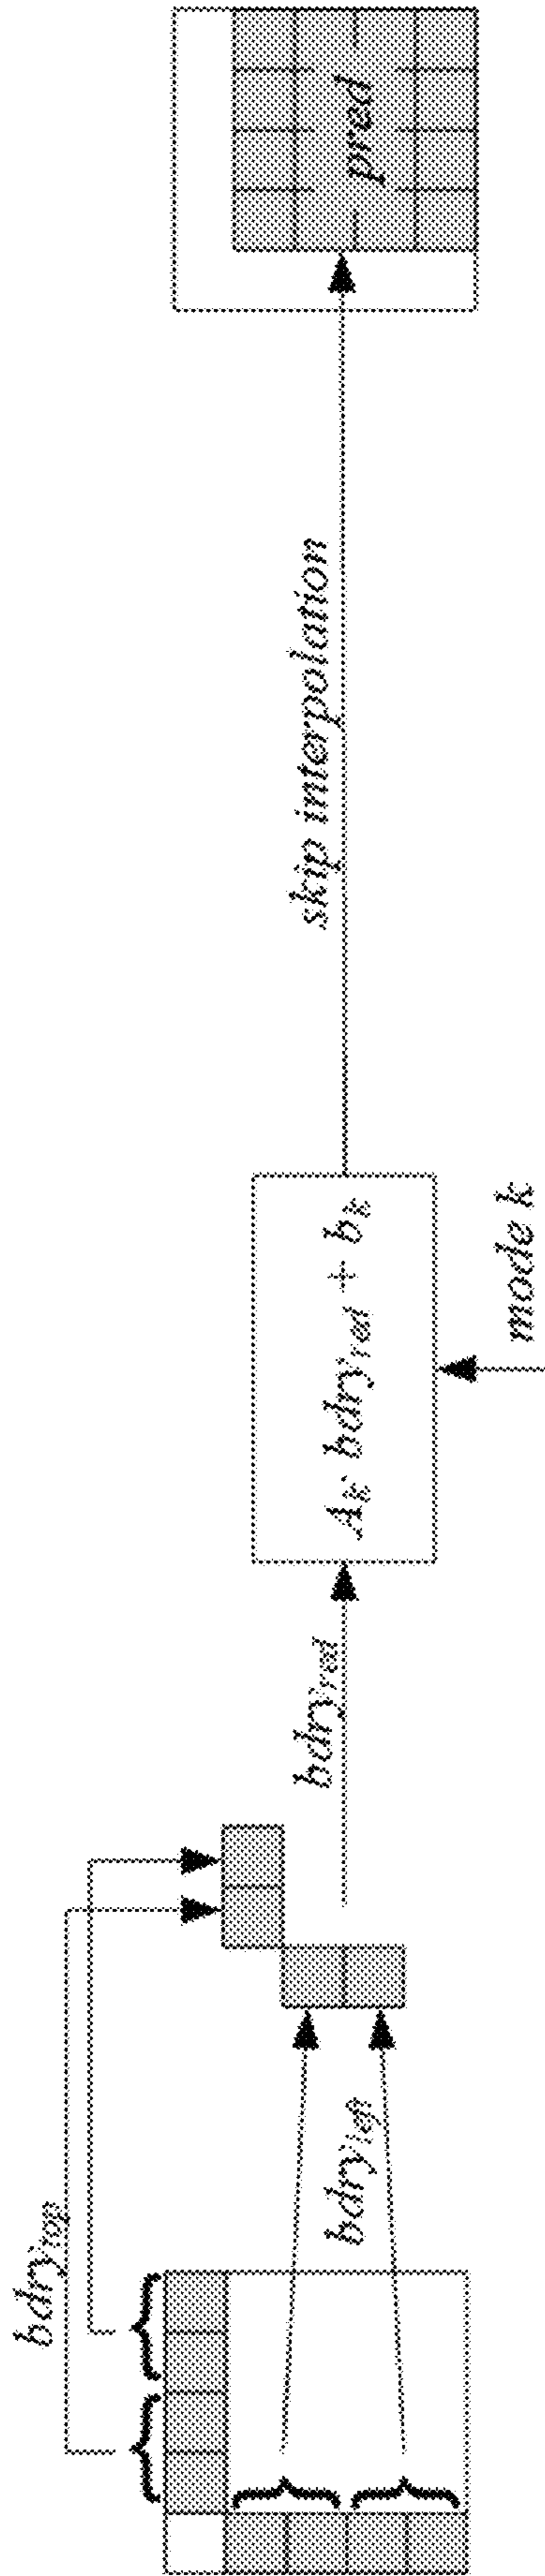 bdry_top
bdry_left
bdry_red
A_k · bdry_red + b_k
mode k
skip interpolation
pred